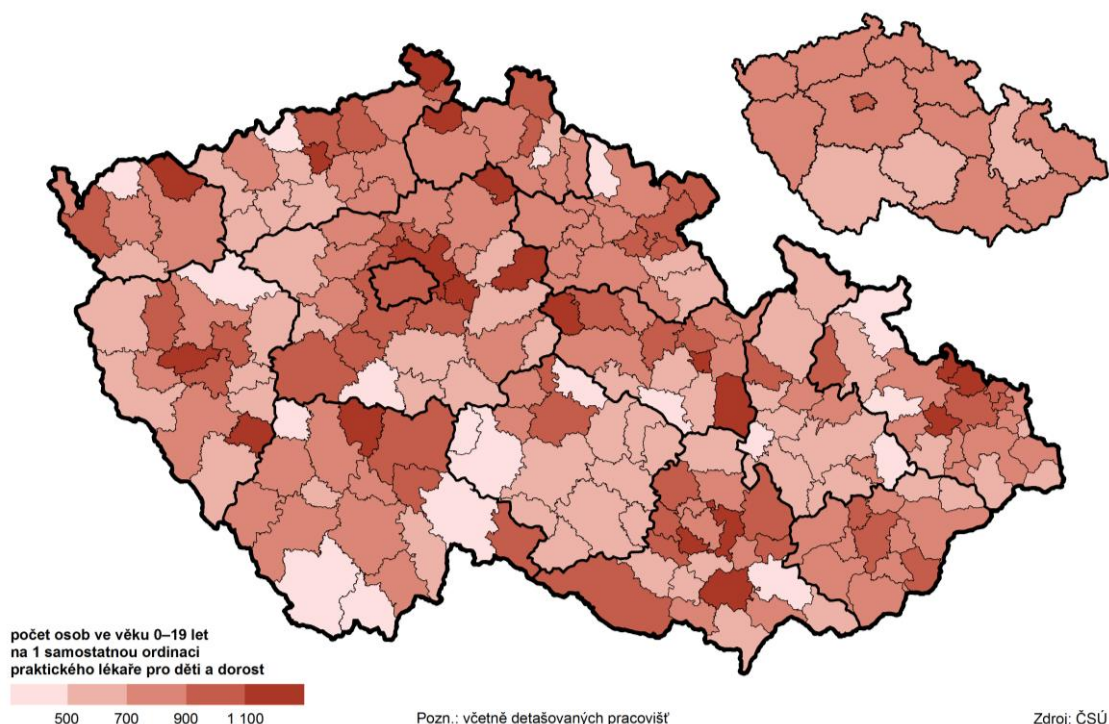 počet osob ve věku 0–19 let
na 1 samostatnou ordinaci
praktického lékaře pro děti a dorost
500 700 900 1 100
Pozn.: včetně detašovaných pracovišť
Zdroj: ČSÚ